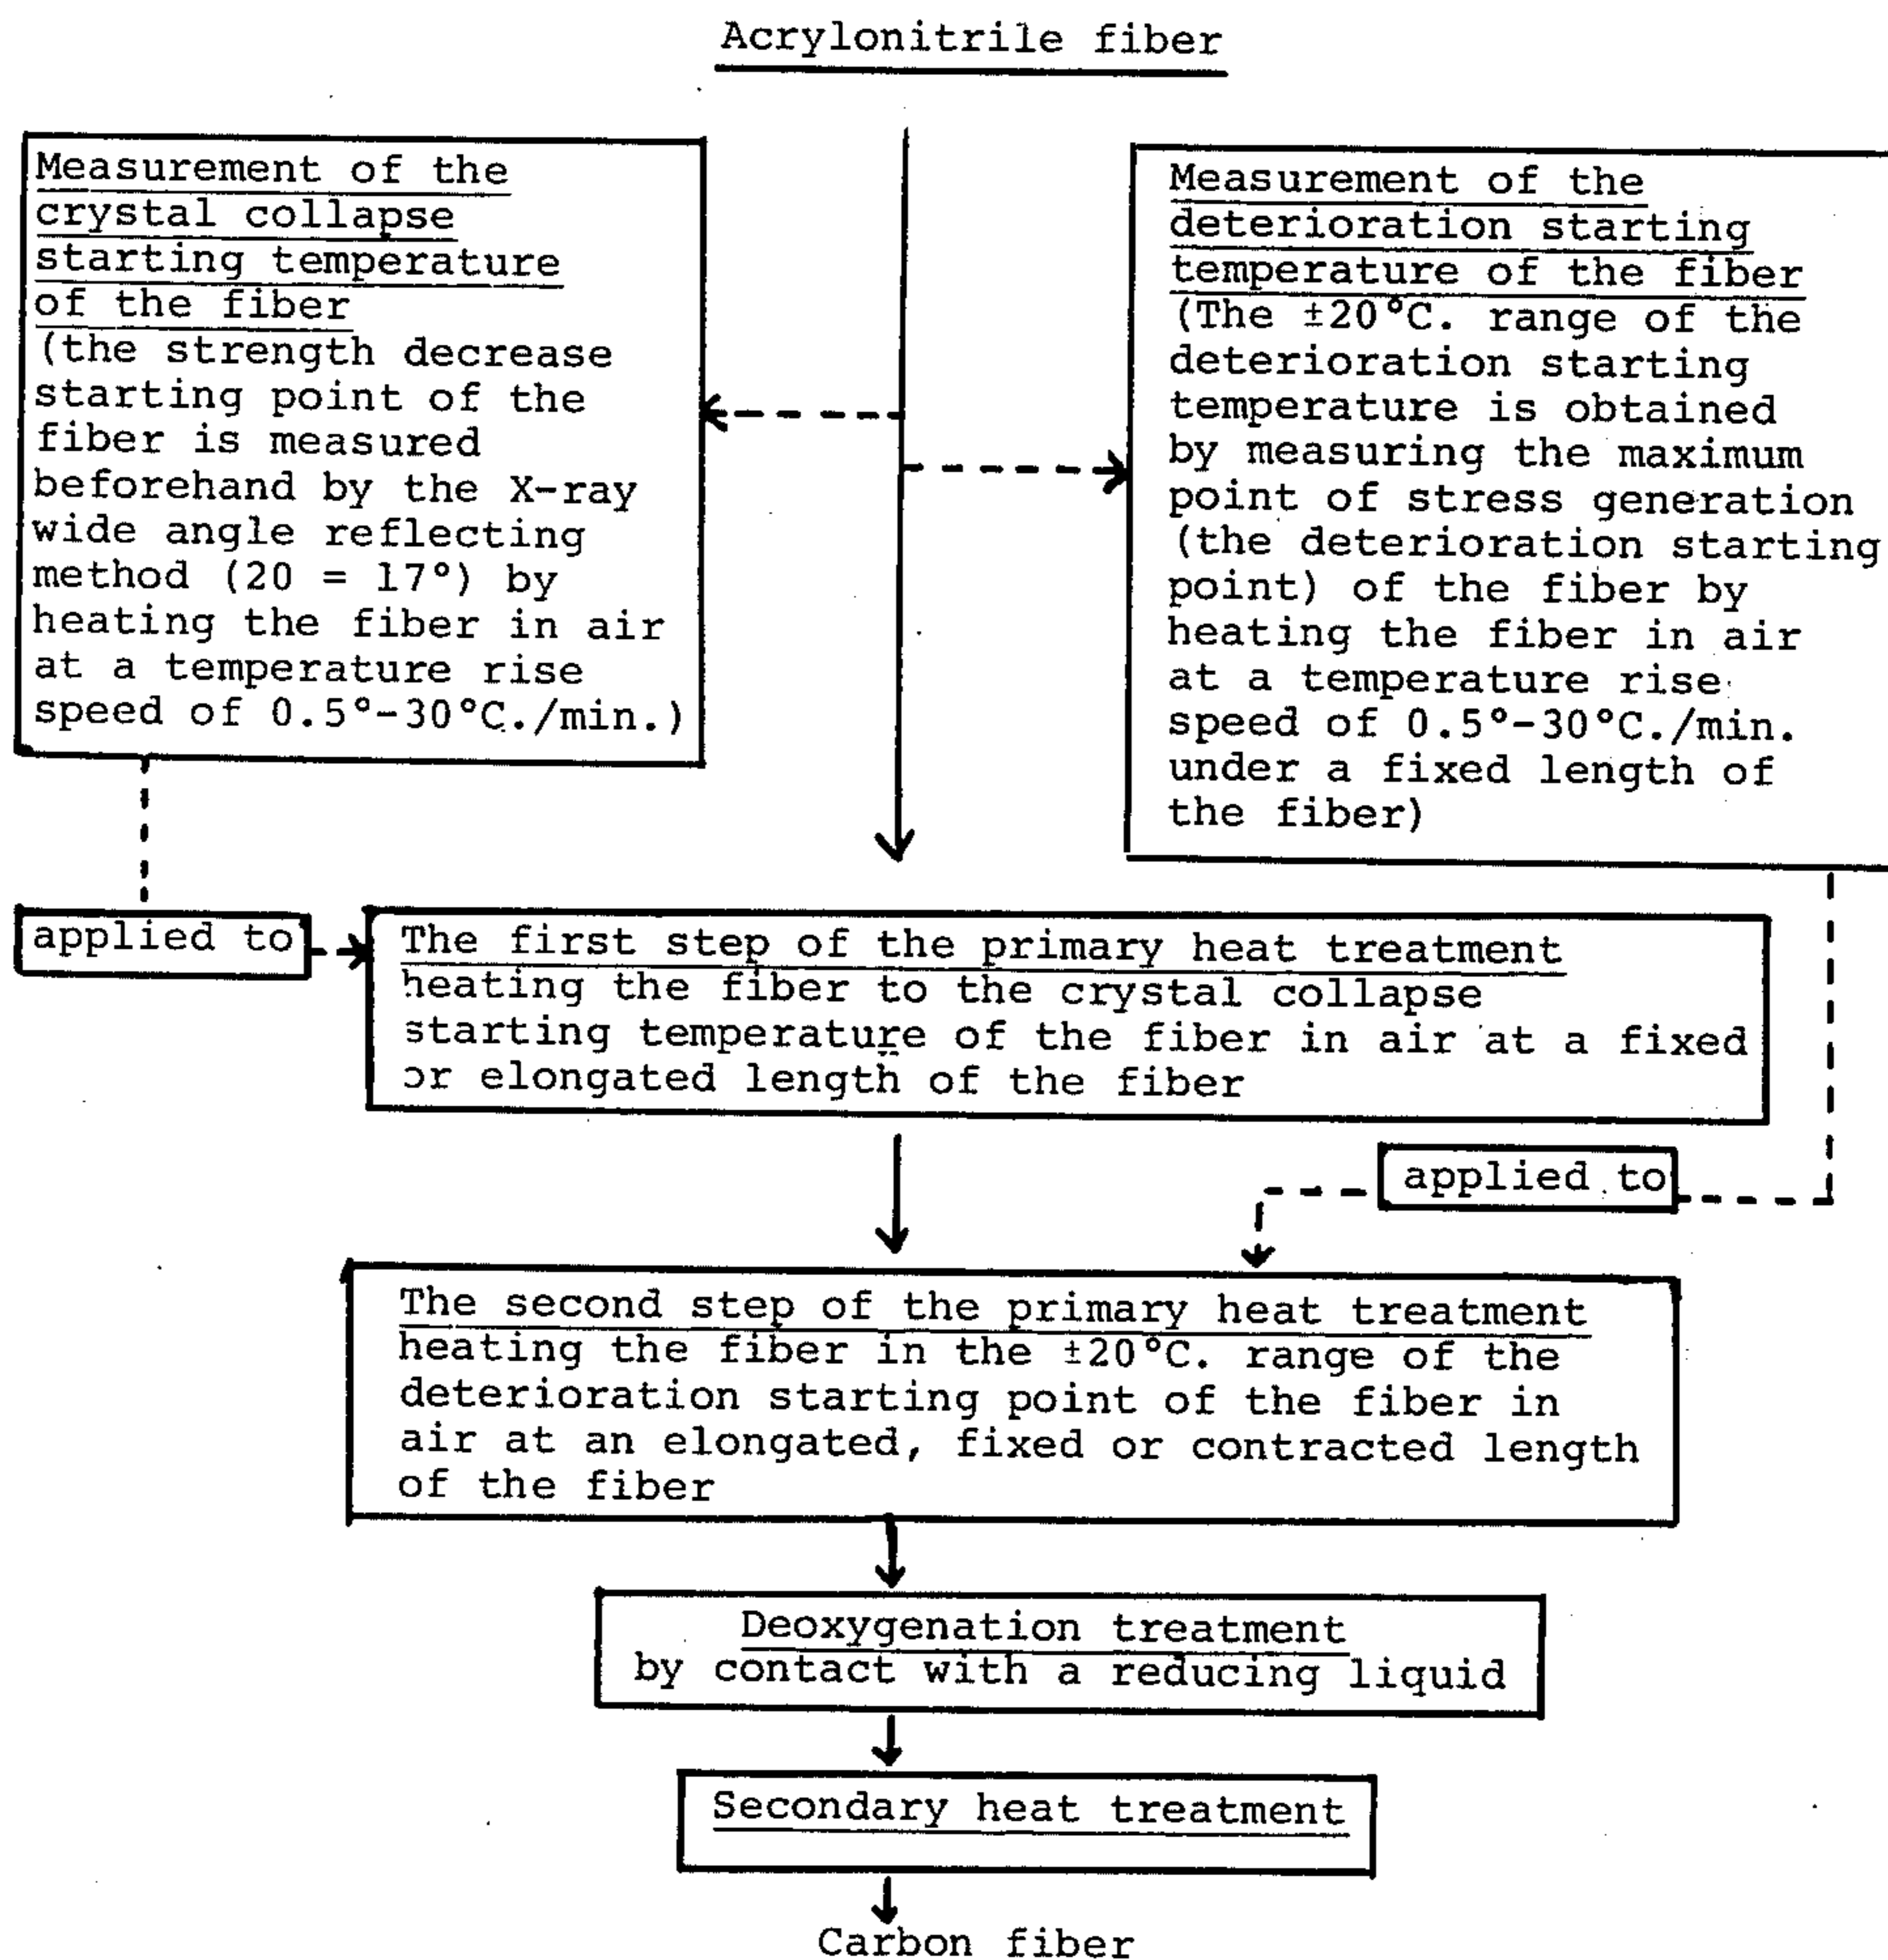 Acrylonitrile fiber
Measurement of the
crystal collapse
starting temperature
of the fiber
(the strength decrease
starting point of the
fiber is measured
beforehand by the X-ray
wide angle reflecting
method (20 = 17°) by
heating the fiber in air
at a temperature rise
speed of 0.5°-30°C./min.)
Measurement of the
deterioration starting
temperature of the fiber
(The ±20°C. range of the
deterioration starting
temperature is obtained
by measuring the maximum
point of stress generation
(the deterioration starting
point) of the fiber by
heating the fiber in air
at a temperature rise
speed of 0.5°-30°C./min.
under a fixed length of
the fiber)
applied to
The first step of the primary heat treatment
heating the fiber to the crystal collapse
starting temperature of the fiber in air at a fixed
or elongated length of the fiber
applied to
The second step of the primary heat treatment
heating the fiber in the ±20°C. range of the
deterioration starting point of the fiber in
air at an elongated, fixed or contracted length
of the fiber
Deoxygenation treatment
by contact with a reducing liquid
Secondary heat treatment
Carbon fiber